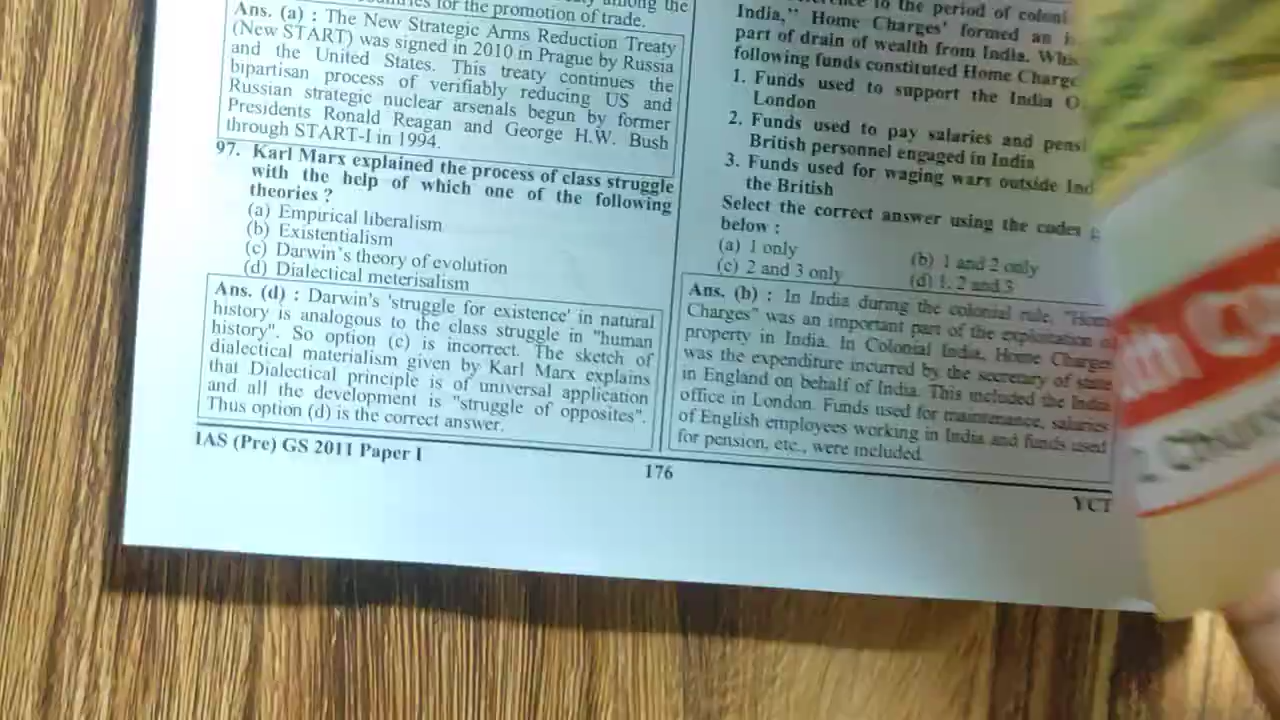 among the
for the promotion of trade.
Ans. (a) : The New Strategic Arms Reduction Treaty
(New START) was signed in 2010 in Prague by Russia
and the United States. This treaty continues the
bipartisan process of verifiably reducing US and
Russian strategic nuclear arsenals begun by former
Presidents Ronald Reagan and George H.W. Bush
through START-I in 1994.
97. Karl Marx explained the process of class struggle
with the help of which one of the following
theories ?
(a) Empirical liberalism
(b) Existentialism
(c) Darwin's theory of evolution
(d) Dialectical meterisalism
Ans. (d) : Darwin's 'struggle for existence' in natural
history is analogous to the class struggle in "human
history". So option (c) is incorrect. The sketch of
dialectical materialism given by Karl Marx explains
that Dialectical principle is of universal application
and all the development is "struggle of opposites".
Thus option (d) is the correct answer.
to the period of
India," Home Charges' formed an
part of drain of wealth from India.
following funds constituted Home
1. Funds used to support the India
London
2. Funds used to pay salaries and
British personnel engaged in India
3. Funds used for waging wars outside
the British
Select the correct answer using the codes
below :
(a) 1 only
(b) 1 and 2 only
(c) 2 and 3 only
(d) 1, 2 and 3
Ans. (b) : In India during the colonial rule,
Charges" was an important part of the exploitation of
property in India. In Colonial India, Home Charges
was the expenditure incurred by the secretary of state
in England on behalf of India. This included the India
office in London. Funds used for maintenance, salaries
of English employees working in India and funds used
for pension, etc., were included.
IAS (Pre) GS 2011 Paper I
176
YCT